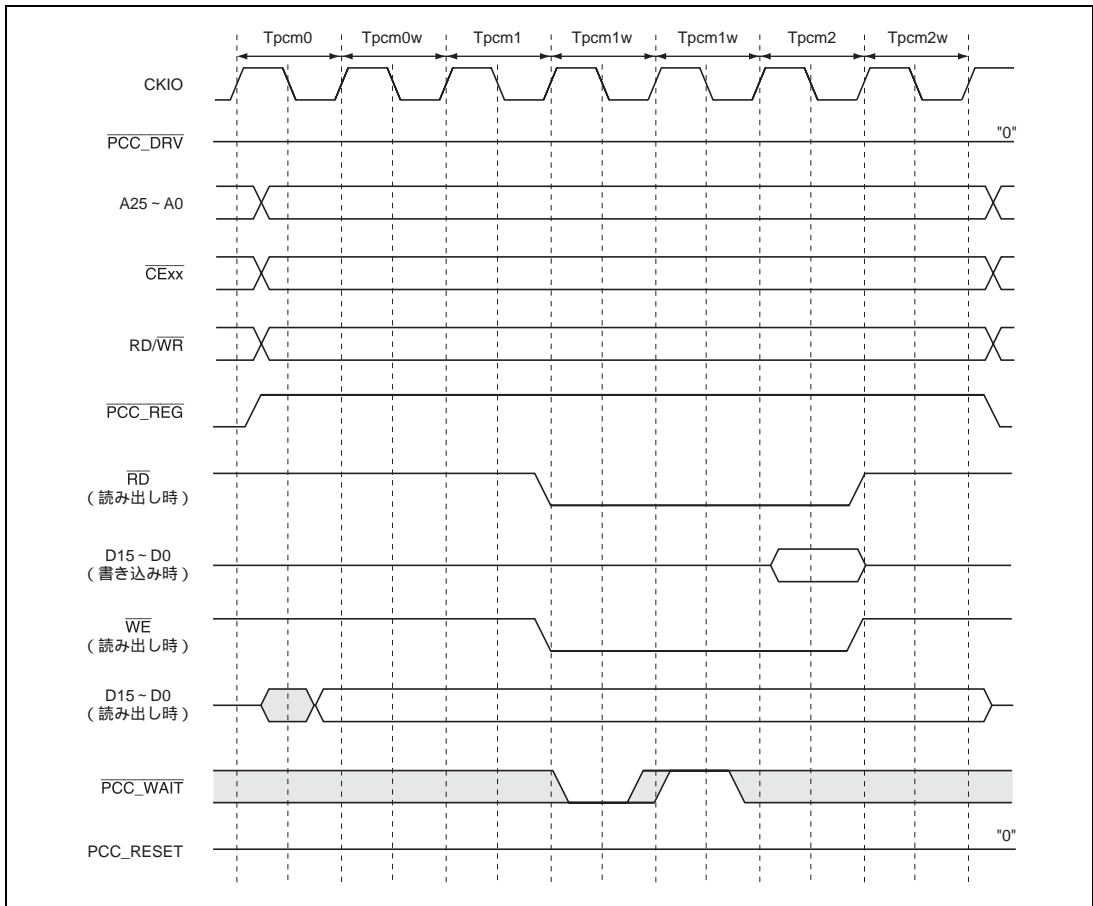 Tpcm0 Tpcm0w Tpcm1 Tpcm1w Tpcm1w Tpcm2 Tpcm2w
CKIO
PCC_DRV "0"
A25 ~ A0
CExx
RD/WR
PCC_REG
RD
(読み出し時)
D15 ~ D0
(書き込み時)
WE
(読み出し時)
D15 ~ D0
(読み出し時)
PCC_WAIT
PCC_RESET "0"